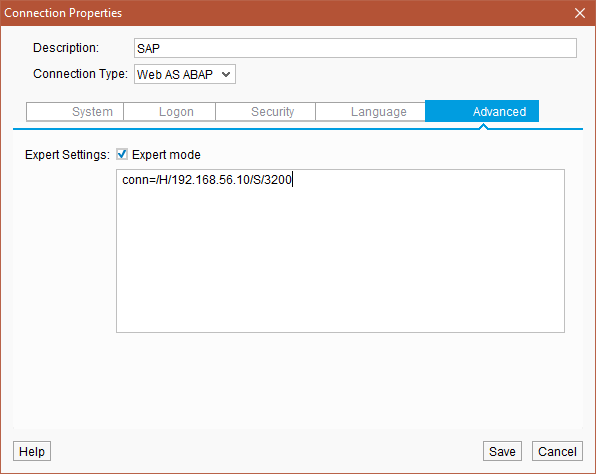 Connection Properties
Description: SAP
Connection Type: Web AS ABAP
System Logon Security Language Advanced
Expert Settings: Expert mode
conn=/H/192.168.56.10/S/3200
Help Save Cancel